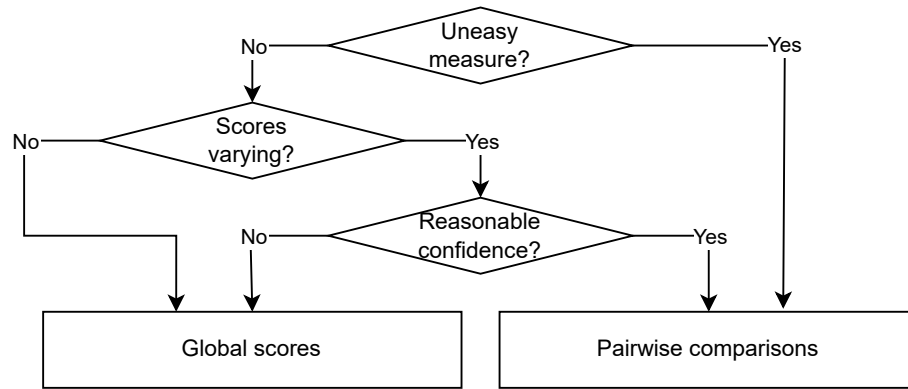 Uneasy
measure?
No
Yes
Scores
varying?
No
Yes
Reasonable
confidence?
No
Yes
Global scores
Pairwise comparisons